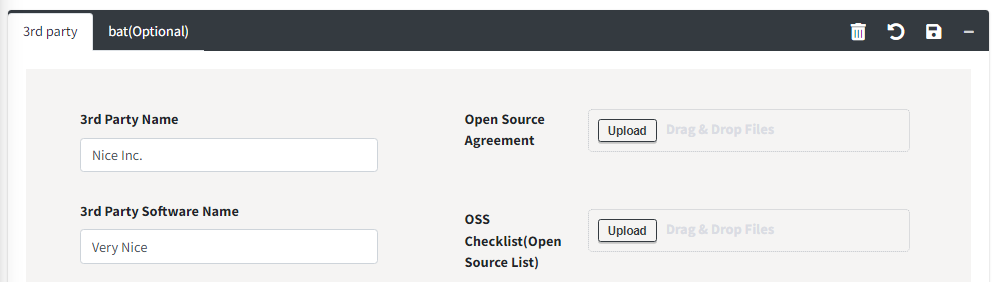 3rd party
bat(Optional)
3rd Party Name
Nice Inc.
Open Source
Agreement
Upload
Drag & Drop Files
3rd Party Software Name
Very Nice
OSS
Checklist(Open
Source List)
Upload
Drag & Drop Files